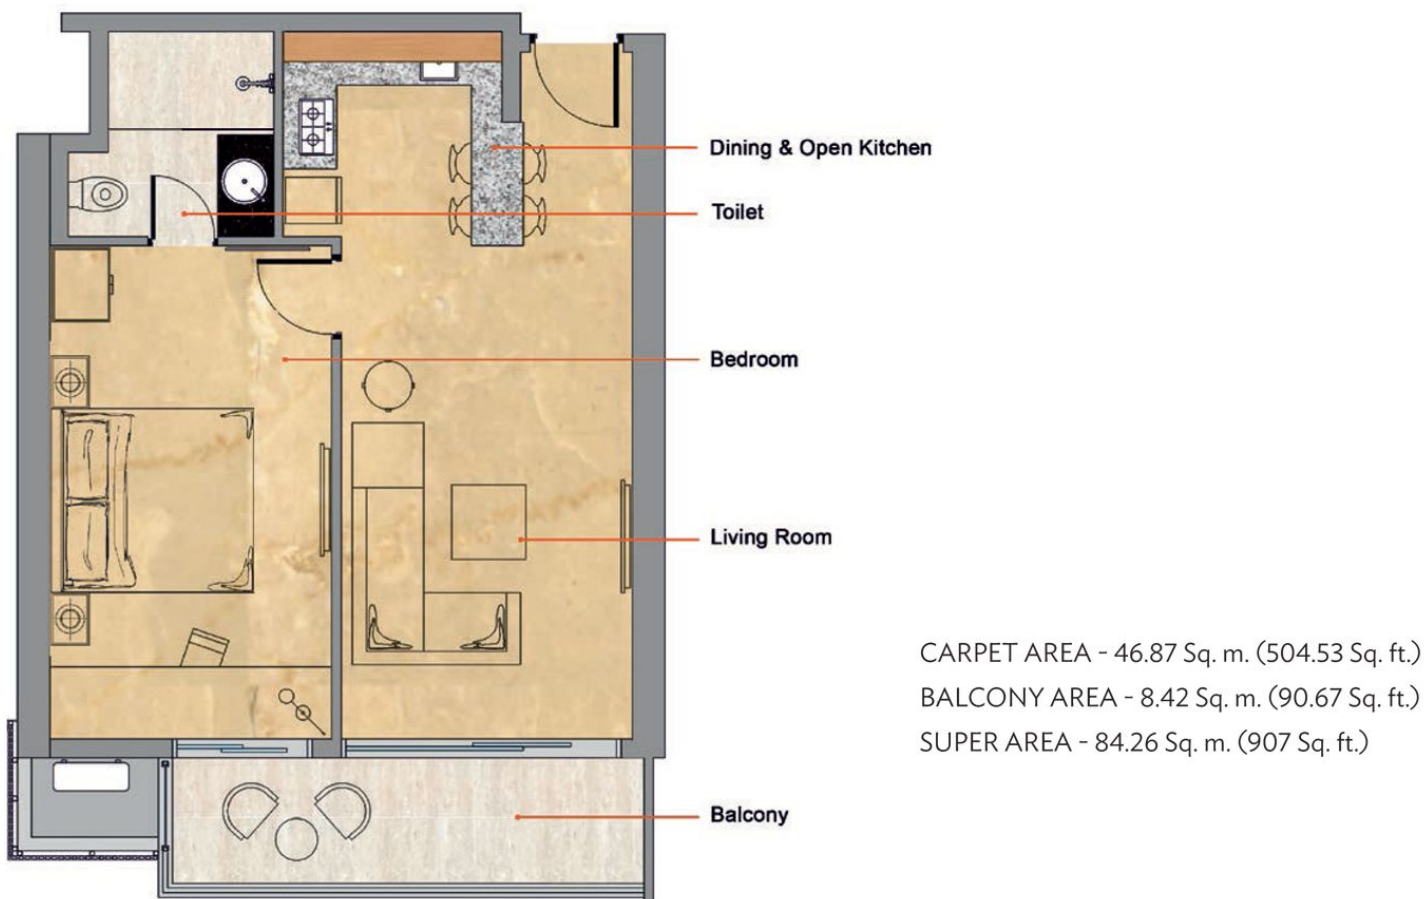 Dining & Open Kitchen
Toilet
Bedroom
Living Room
CARPET AREA - 46.87 Sq. m. (504.53 Sq. ft.)
BALCONY AREA - 8.42 Sq. m. (90.67 Sq. ft.)
SUPER AREA - 84.26 Sq. m. (907 Sq. ft.)
Balcony